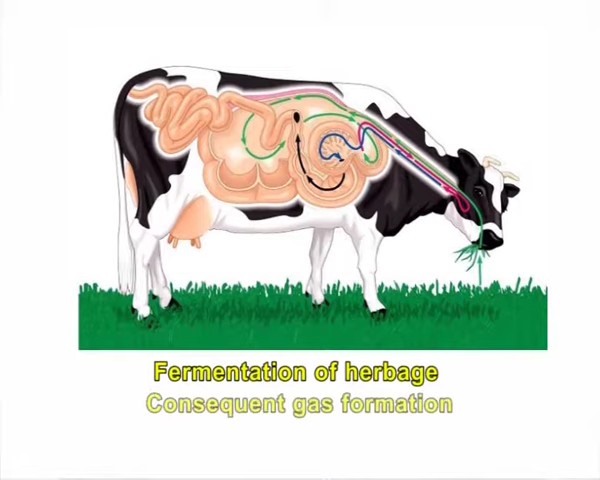 Fermentation of herbage
Consequent gas formation